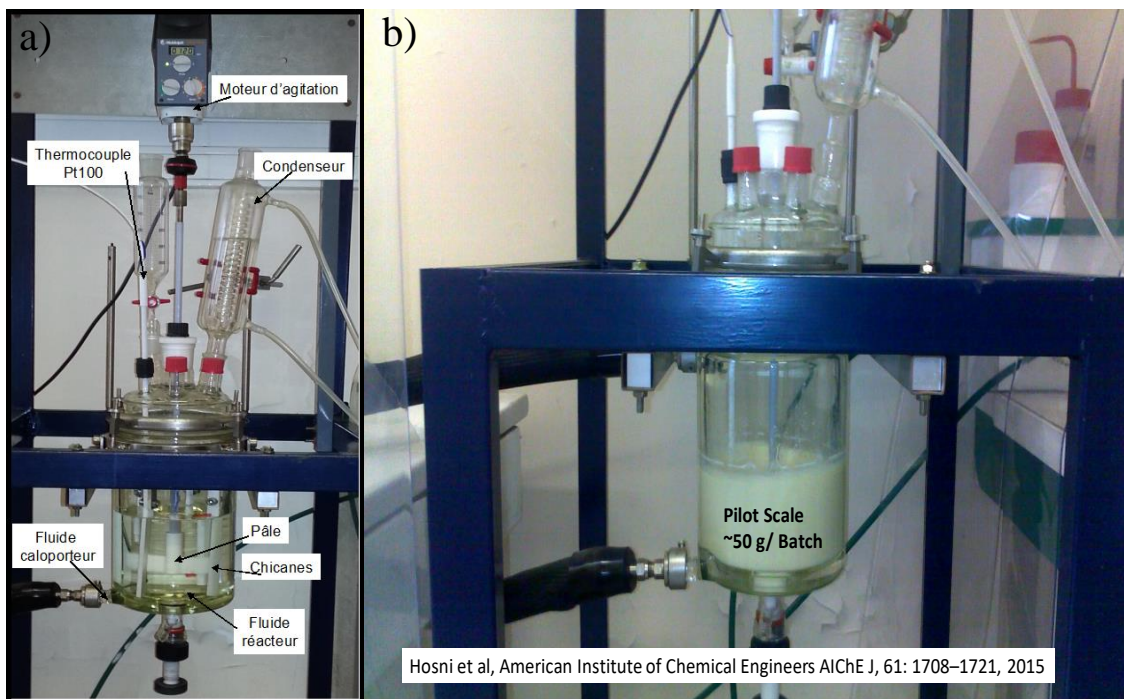 a)
Moteur d'agitation
Thermocouple
Pt100
Condenseur
Pâle
Fluide
caloporteur
Chicanes
Fluide
réacteur
b)
Pilot Scale
~50 g/ Batch
Hosni et al, American Institute of Chemical Engineers AIChE J, 61: 1708–1721, 2015